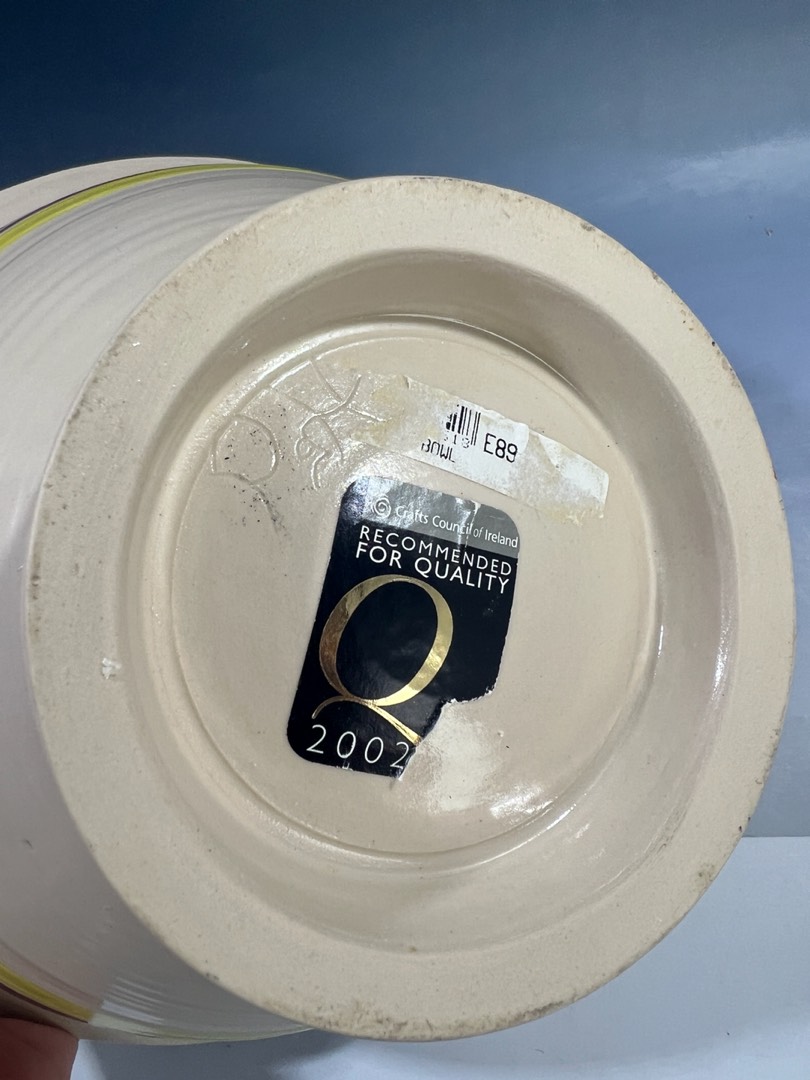 E89
BOWL
Crafts Council of Ireland
RECOMMENDED
FOR QUALITY
Q
2002